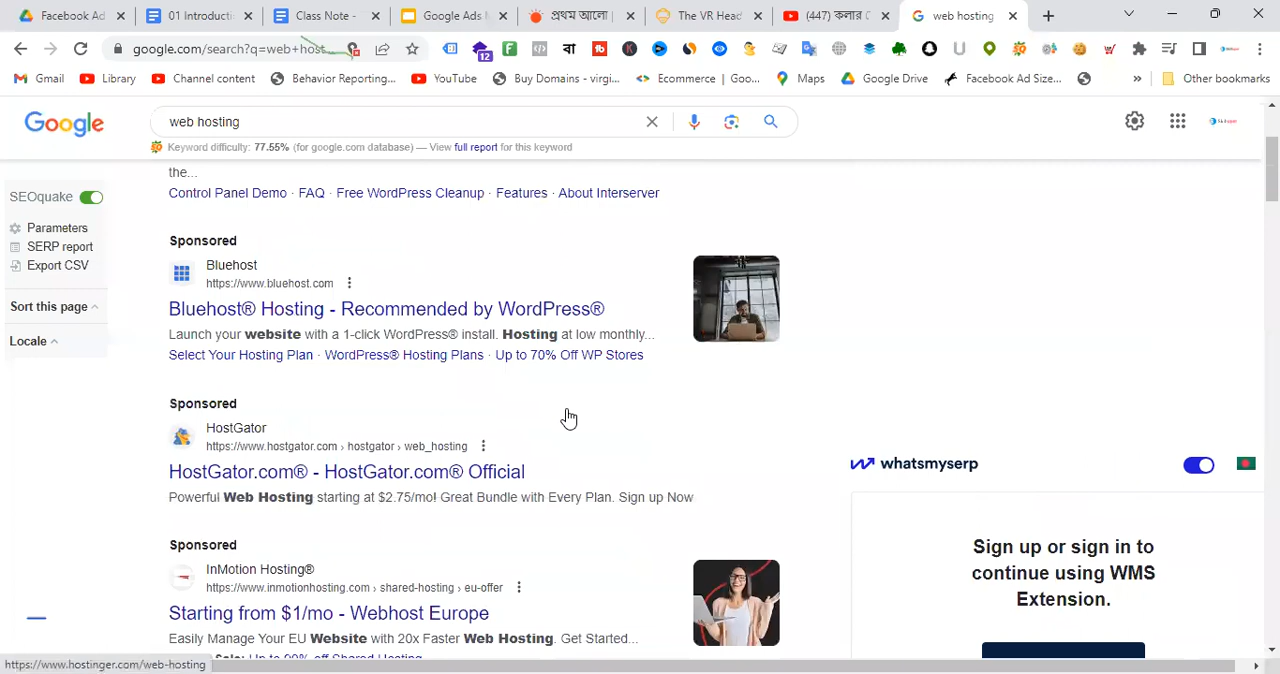 Facebook Ad
01 Introducti
Class Note -
Google Ads
প্রথম আলো |
The VR Head
(447) কলার
web hosting
google.com/search?q=web+host
12
বা
Gmail
Library
Channel content
Behavior Reporting...
YouTube
Buy Domains - virgi...
Ecommerce | Goo...
Maps
Google Drive
Facebook Ad Size...
»
Other bookmarks
Google
web hosting
Keyword difficulty: 77.55% (for google.com database) — View full report for this keyword
the...
Control Panel Demo · FAQ · Free WordPress Cleanup · Features · About Interserver
SEOquake
Parameters
SERP report
Export CSV
Sort this page
Locale
Sponsored
Bluehost
https://www.bluehost.com
Bluehost® Hosting - Recommended by WordPress®
Launch your website with a 1-click WordPress® install. Hosting at low monthly...
Select Your Hosting Plan · WordPress® Hosting Plans · Up to 70% Off WP Stores
Sponsored
HostGator
https://www.hostgator.com › hostgator › web_hosting
HostGator.com® - HostGator.com® Official
Powerful Web Hosting starting at $2.75/mo! Great Bundle with Every Plan. Sign up Now
Sponsored
InMotion Hosting®
https://www.inmotionhosting.com › shared-hosting › eu-offer
Starting from $1/mo - Webhost Europe
Easily Manage Your EU Website with 20x Faster Web Hosting. Get Started...
whatsmyserp
Sign up or sign in to
continue using WMS
Extension.
https://www.hostinger.com/web-hosting